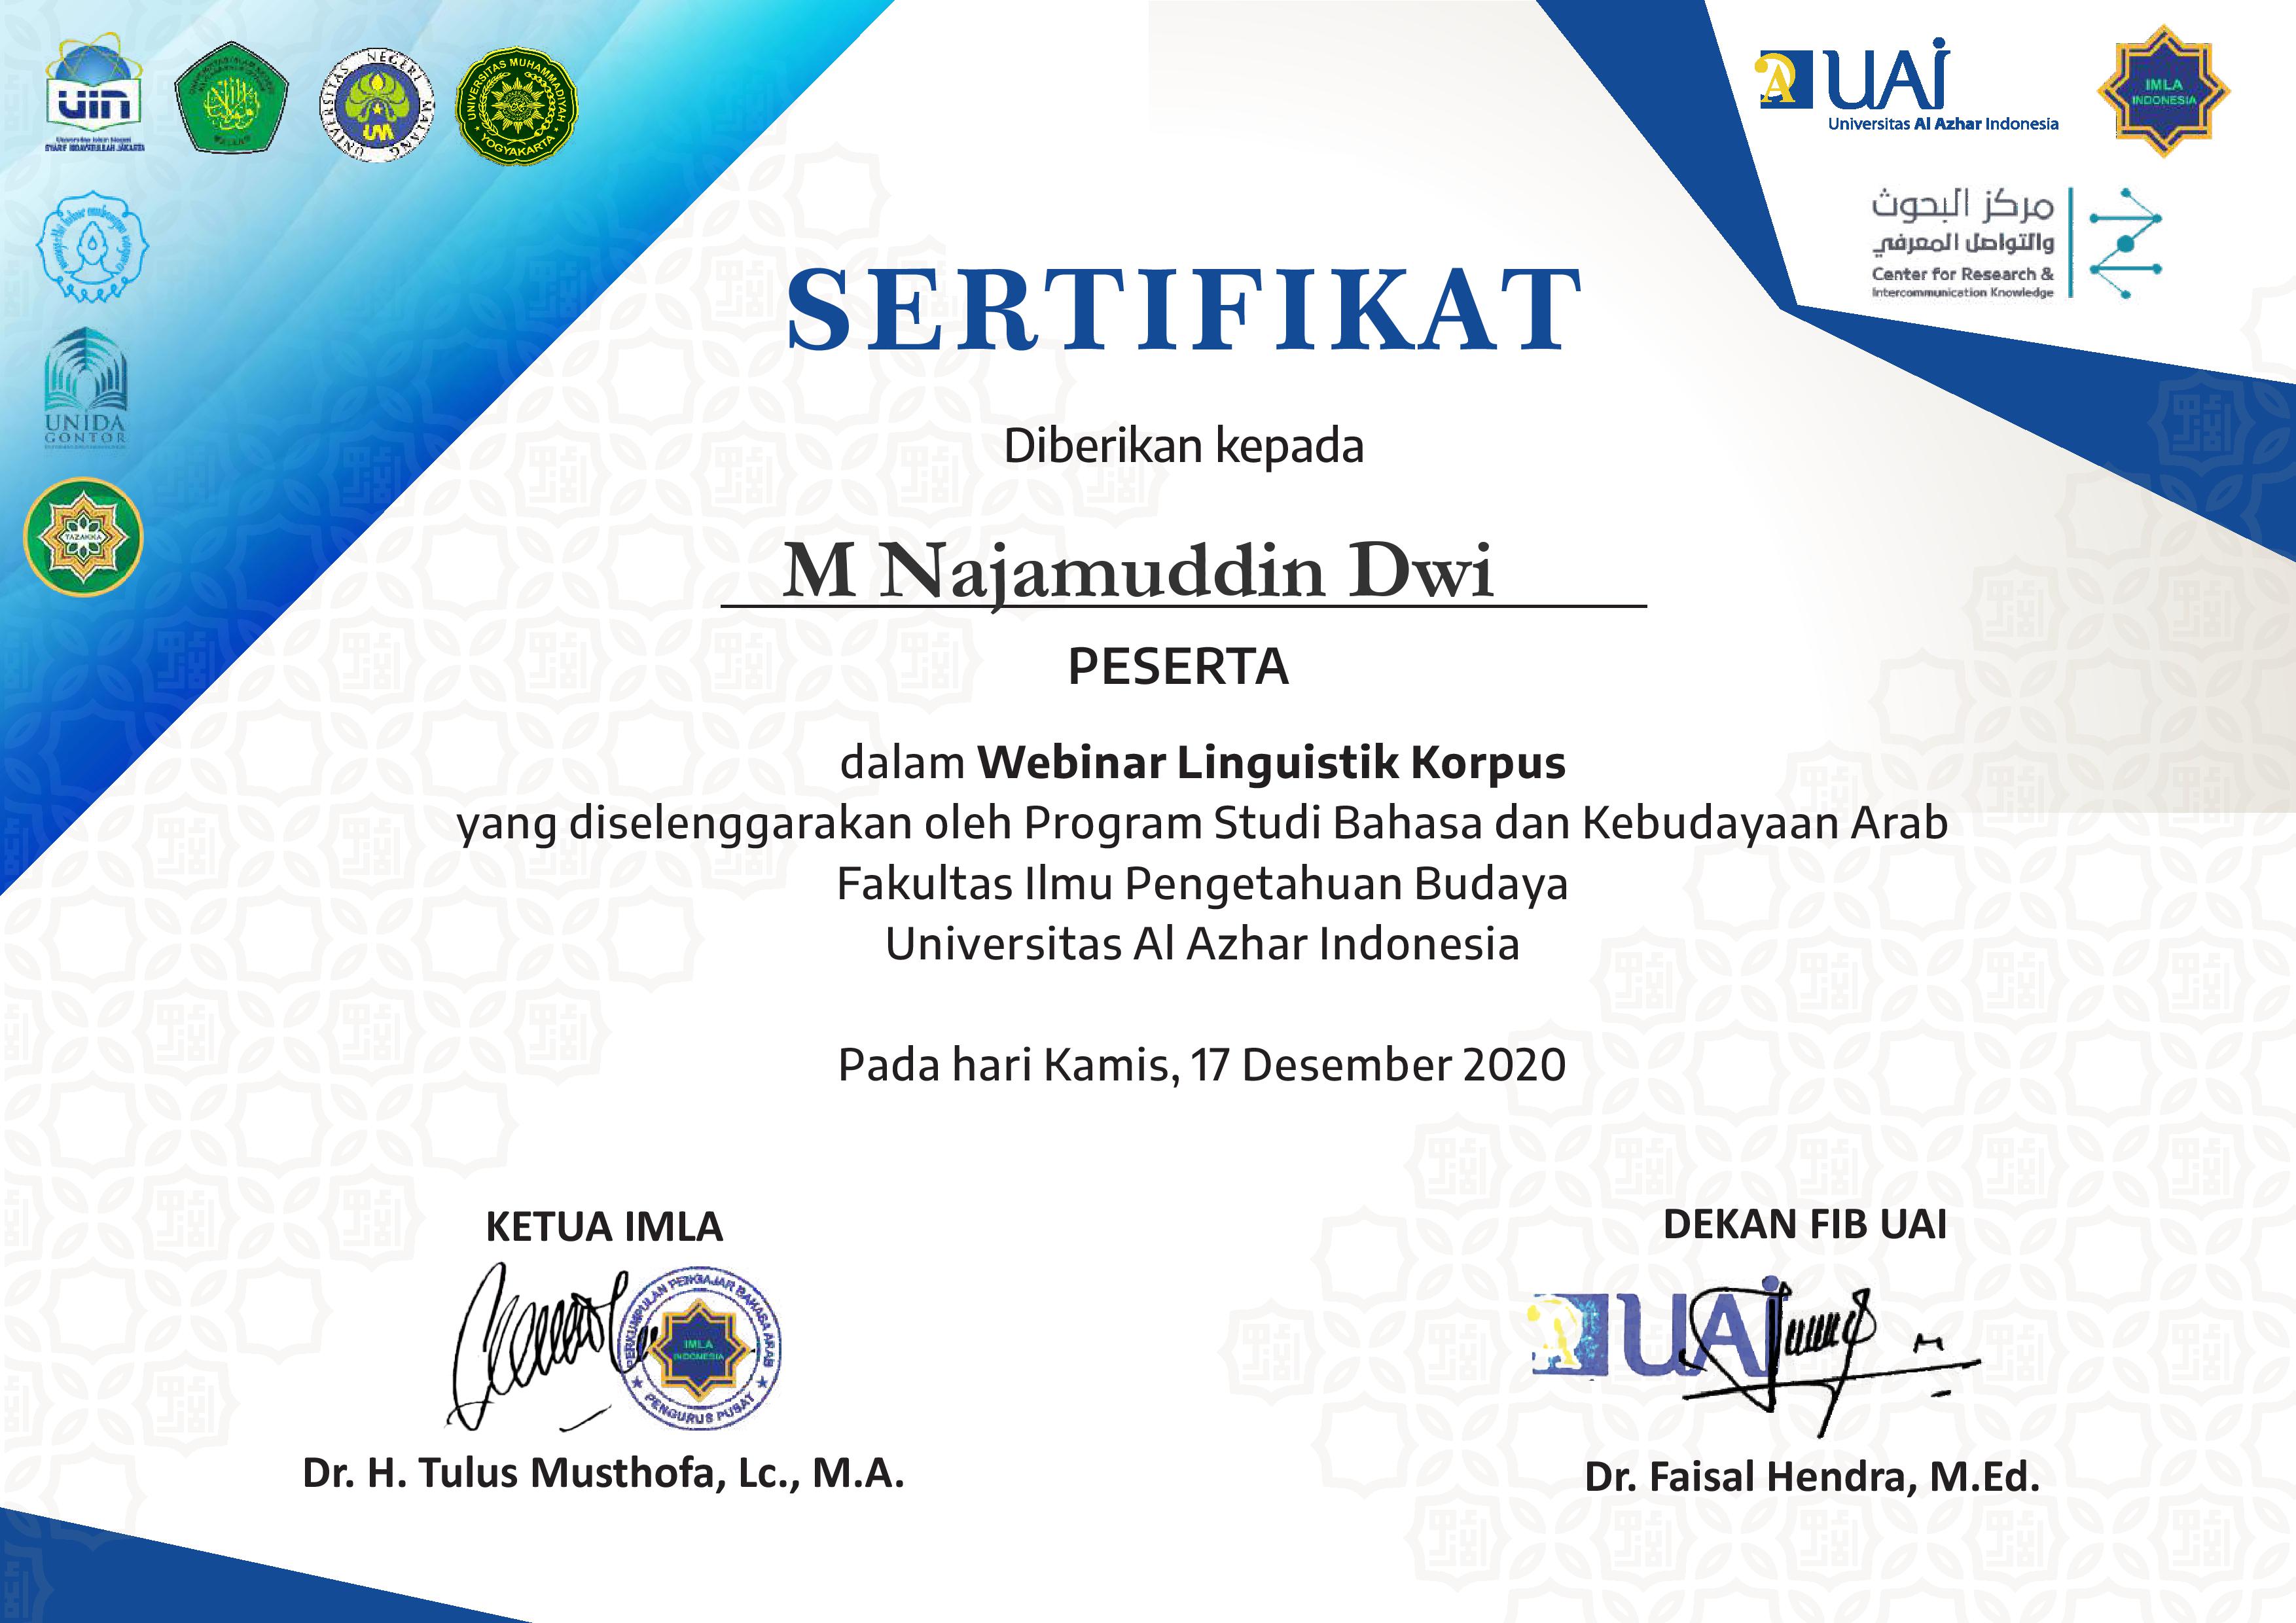 uin
Universitas Islam Negeri
SYARIF HIDAYATULLAH JAKARTA
MALANG
UNIVERSITAS NEGERI MALANG
UM
UNIVERSITAS MUHAMMADIYAH
YOGYAKARTA
UNIDA
GONTOR
TAZAKKA
A UAI
Universitas Al Azhar Indonesia
IMLA
INDONESIA
مركز البحوث
والتواصل المعرفي
Center for Research &
Intercommunication Knowledge
SERTIFIKAT
Diberikan kepada
M Najamuddin Dwi
PESERTA
dalam Webinar Linguistik Korpus
yang diselenggarakan oleh Program Studi Bahasa dan Kebudayaan Arab
Fakultas Ilmu Pengetahuan Budaya
Universitas Al Azhar Indonesia
Pada hari Kamis, 17 Desember 2020
KETUA IMLA
PERKUMPULAN PENGAJAR BAHASA ARAB
IMLA
INDONESIA
PENGURUS PUSAT
Dr. H. Tulus Musthofa, Lc., M.A.
DEKAN FIB UAI
A UAI
Dr. Faisal Hendra, M.Ed.